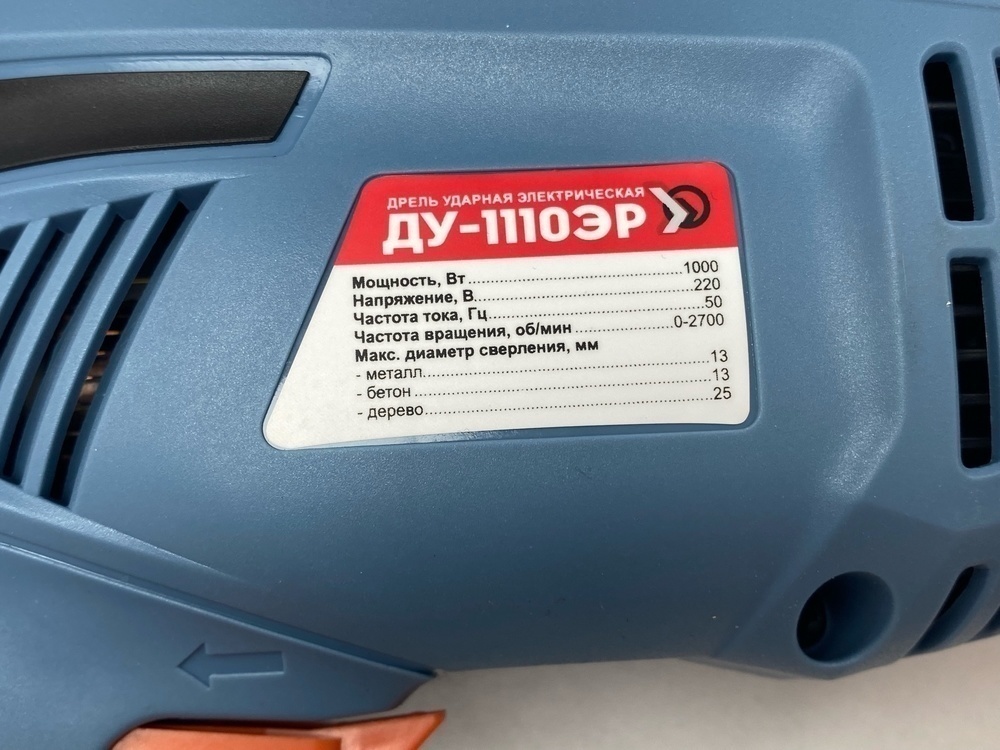 ДРЕЛЬ УДАРНАЯ ЭЛЕКТРИЧЕСКАЯ
ДУ-1110ЭР
Мощность, Вт........................................1000
Напряжение, В........................................220
Частота тока, Гц........................................50
Частота вращения, об/мин....................0-2700
Макс. диаметр сверления, мм
- металл........................................13
- бетон........................................13
- дерево........................................25